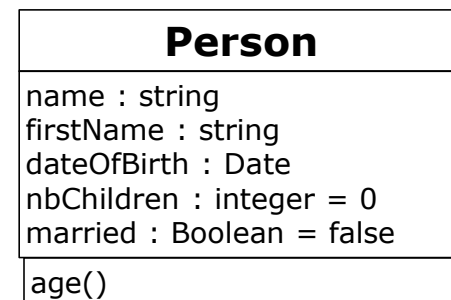 Person
name : string
firstName : string
dateOfBirth : Date
nbChildren : integer = 0
married : Boolean = false
age()